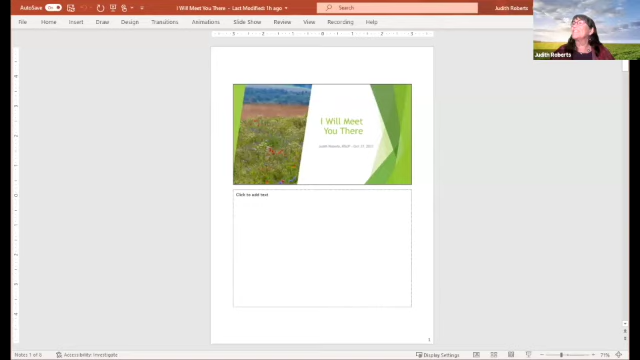 AutoSave On
I Will Meet You There – Last Modified: 1h ago
Search
Judith Roberts
File Home Insert Draw Design Transitions Animations Slide Show Review View Recording Help
Judith Roberts
I Will Meet
You There
Click to add text
1
Notes 1 of 6 Accessibility: Investigate Display Settings 71%